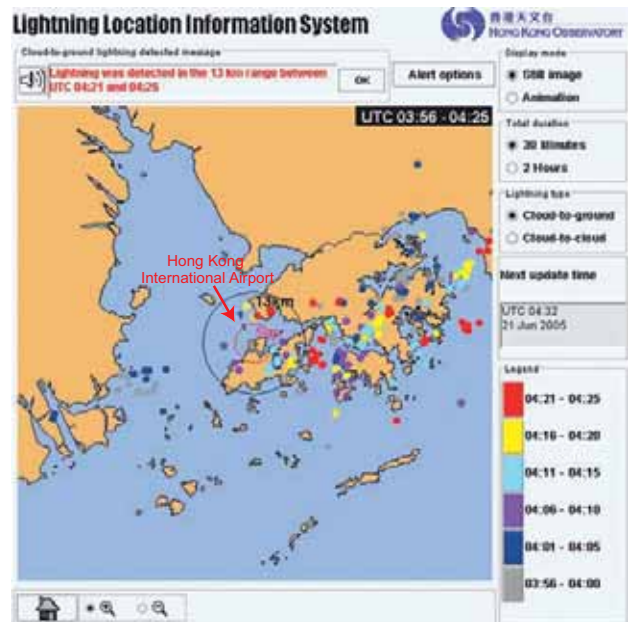 Lightning Location Information System
香港天文台
HONG KONG OBSERVATORY
Cloud-to-ground lightning detected message
Lightning was detected in the 13 km range between
UTC 04:21 and 04:25
OK
Alert options
Display mode
Still image
Animation
Total duration
30 Minutes
2 Hours
Lightning type
Cloud-to-ground
Cloud-to-cloud
Next update time
UTC 04:32
21 Jun 2005
Legend
04:21 - 04:25
04:16 - 04:20
04:11 - 04:15
04:06 - 04:10
04:01 - 04:05
03:56 - 04:00
UTC 03:56 - 04:25
Hong Kong
International Airport
13km